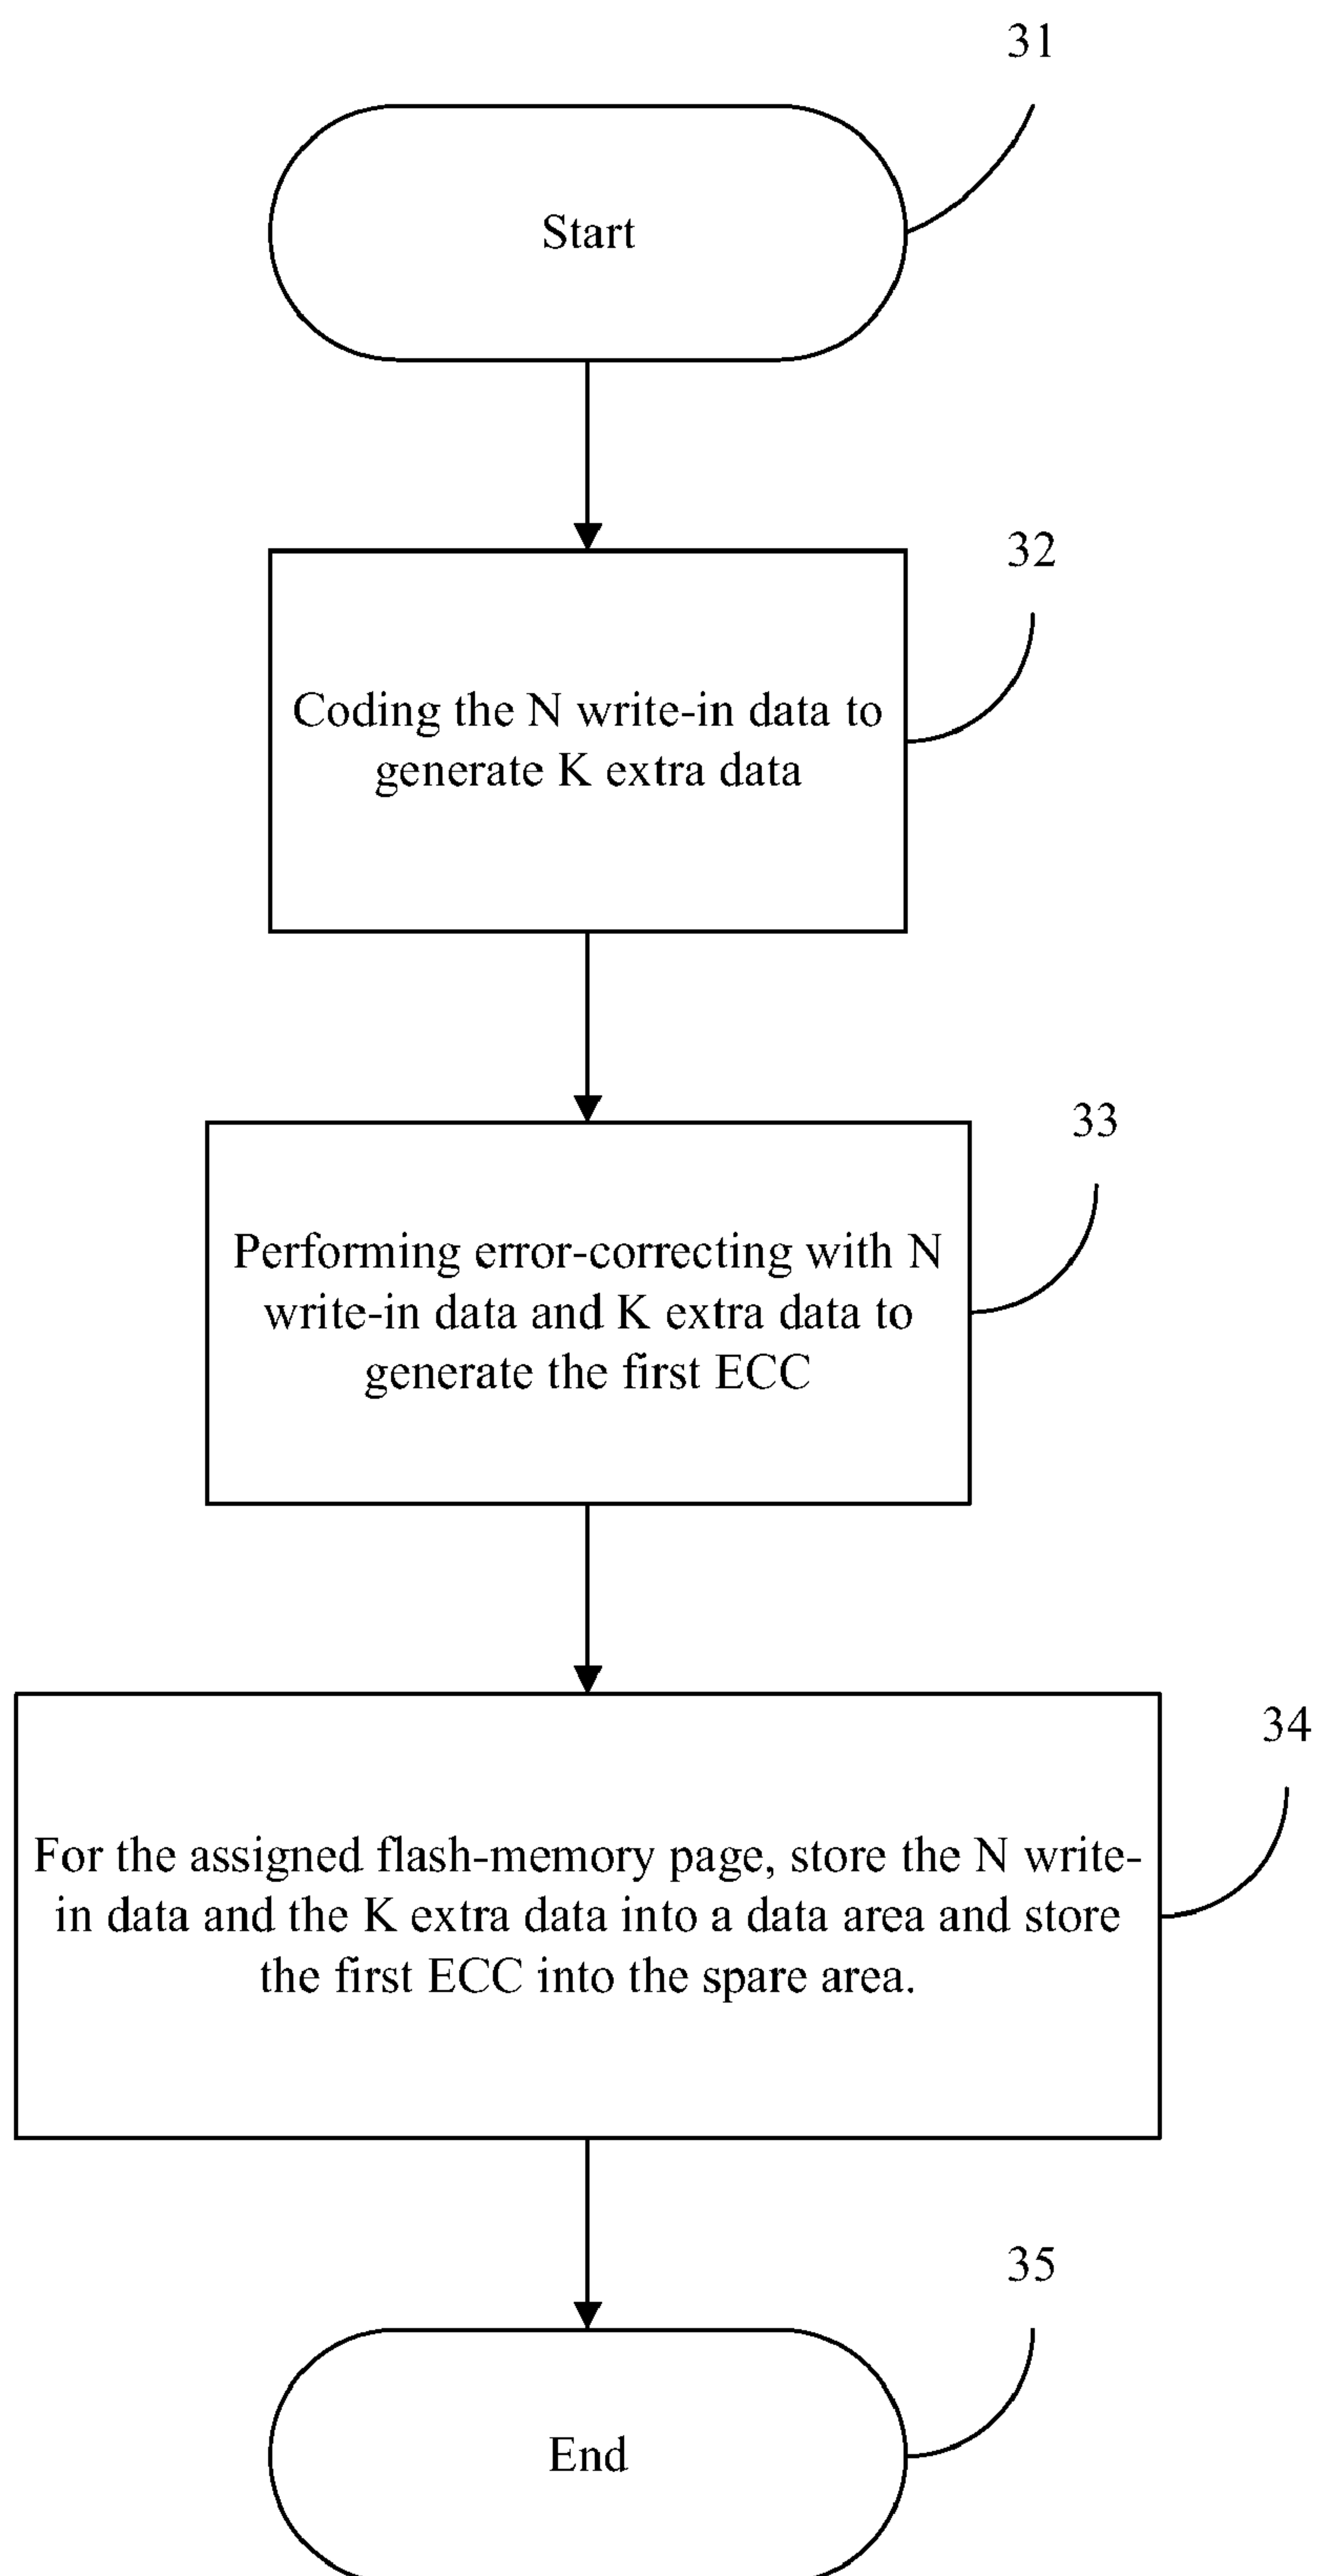 31
Start
32
Coding the N write-in data to
generate K extra data
33
Performing error-correcting with N
write-in data and K extra data to
generate the first ECC
34
For the assigned flash-memory page, store the N write-
in data and the K extra data into a data area and store
the first ECC into the spare area.
35
End